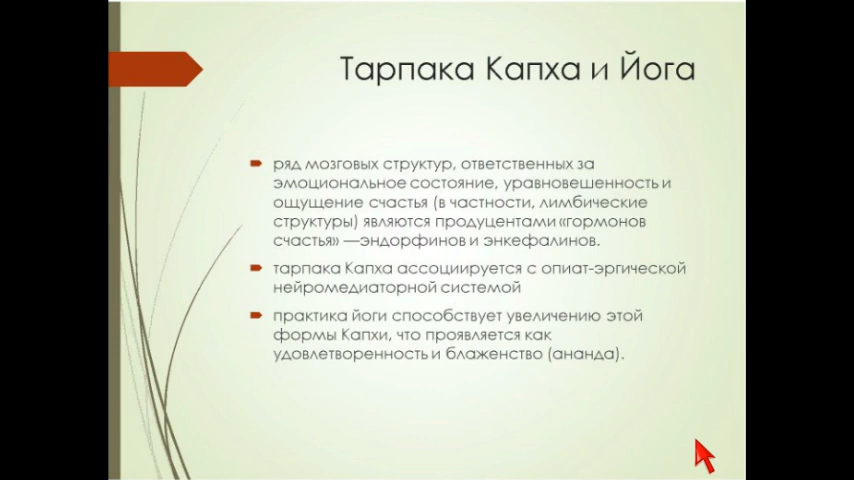 Тарпака Капха и Йога
ряд мозговых структур, ответственных за
эмоциональное состояние, уравновешенность и
ощущение счастья (в частности, лимбические
структуры) являются продуцентами «гормонов
счастья» —эндорфинов и энкефалинов.
тарпака Капха ассоциируется с опиат-эргической
нейромедиаторной системой
практика йоги способствует увеличению этой
формы Капхи, что проявляется как
удовлетворенность и блаженство (ананда).